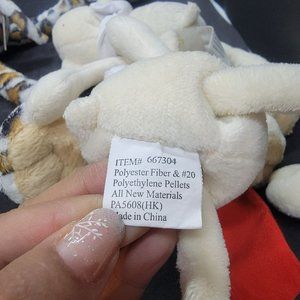 ITEM# 667304
Polyester Fiber & #20
Polyethylene Pellets
All New Materials
PA5608(HK)
Made in China